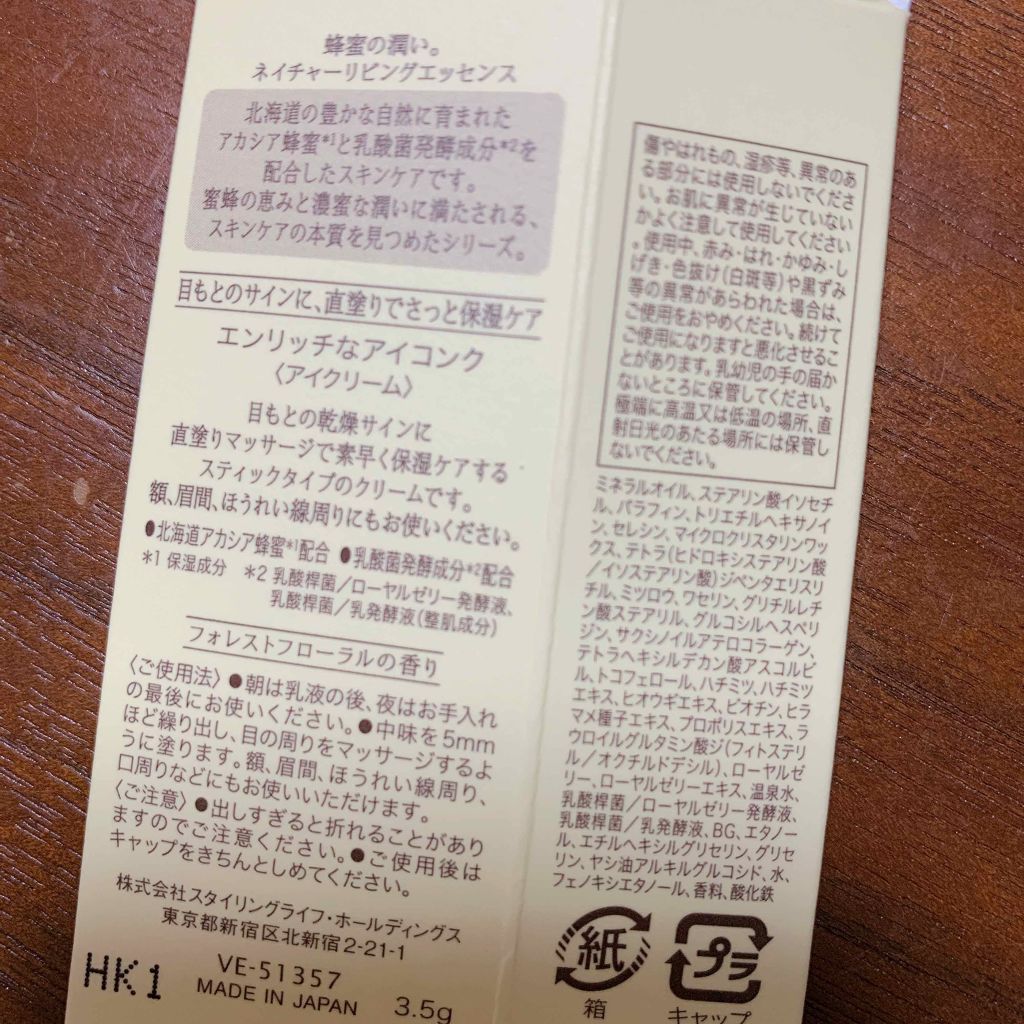 蜂蜜の潤い。
ネイチャーリビングエッセンス
北海道の豊かな自然に育まれた
アカシア蜂蜜*1と乳酸菌発酵成分*2を
配合したスキンケアです。
蜜蜂の恵みと濃蜜な潤いに満たされる、
スキンケアの本質を見つめたシリーズ。
目もとのサインに、直塗りでさっと保湿ケア
エンリッチなアイコンク
〈アイクリーム〉
目もとの乾燥サインに
直塗りマッサージで素早く保湿ケアする
スティックタイプのクリームです。
額、眉間、ほうれい線周りにもお使いください。
●北海道アカシア蜂蜜*1配合 ●乳酸菌発酵成分*2配合
*1 保湿成分 *2 乳酸桿菌/ローヤルゼリー発酵液、
乳酸桿菌/乳発酵液(整肌成分)
フォレストフローラルの香り
〈ご使用法〉●朝は乳液の後、夜はお手入れ
の最後にお使いください。●中味を5mm
ほど繰り出し、目の周りをマッサージするよ
うに塗ります。額、眉間、ほうれい線周り、
口周りなどにもお使いいただけます。
〈ご注意〉●出しすぎると折れることがあり
ますのでご注意ください。●ご使用後は
キャップをきちんとしめてください。
株式会社スタイリングライフ・ホールディングス
東京都新宿区北新宿2-21-1
HK1
VE-51357
MADE IN JAPAN 3.5g
傷やはれもの、湿疹等、異常のあ
る部分には使用しないでくださ
い。お肌に異常が生じていない
かよく注意して使用してください
。使用中、赤み・はれ・かゆみ・し
げき・色抜け(白斑等)や黒ずみ
等の異常があらわれた場合は、
ご使用をおやめください。続けて
ご使用になりますと悪化させるこ
とがあります。乳幼児の手の届か
ないところに保管してください。
極端に高温又は低温の場所、直
射日光のあたる場所には保管し
ないでください。
ミネラルオイル、ステアリン酸イソセチ
ル、パラフィン、トリエチルヘキサノイ
ン、セレシン、マイクロクリスタリンワッ
クス、テトラ(ヒドロキシステアリン酸
/イソステアリン酸)ジペンタエリスリ
チル、ミツロウ、ワセリン、グリチルレチ
ン酸ステアリル、グルコシルヘスペリ
ジン、サクシノイルアテロコラーゲン、
テトラヘキシルデカン酸アスコルビ
ル、トコフェロール、ハチミツ、ハチミツ
エキス、ヒオウギエキス、ビオチン、ヒラ
マメ種子エキス、プロポリスエキス、ラ
ウロイルグルタミン酸ジ(フィトステリ
ル/オクチルドデシル)、ローヤルゼ
リー、ローヤルゼリーエキス、温泉水、
乳酸桿菌/ローヤルゼリー発酵液、
乳酸桿菌/乳発酵液、BG、エタノー
ル、エチルヘキシルグリセリン、グリセ
リン、ヤシ油アルキルグルコシド、水、
フェノキシエタノール、香料、酸化鉄
紙 プラ
箱 キャップ